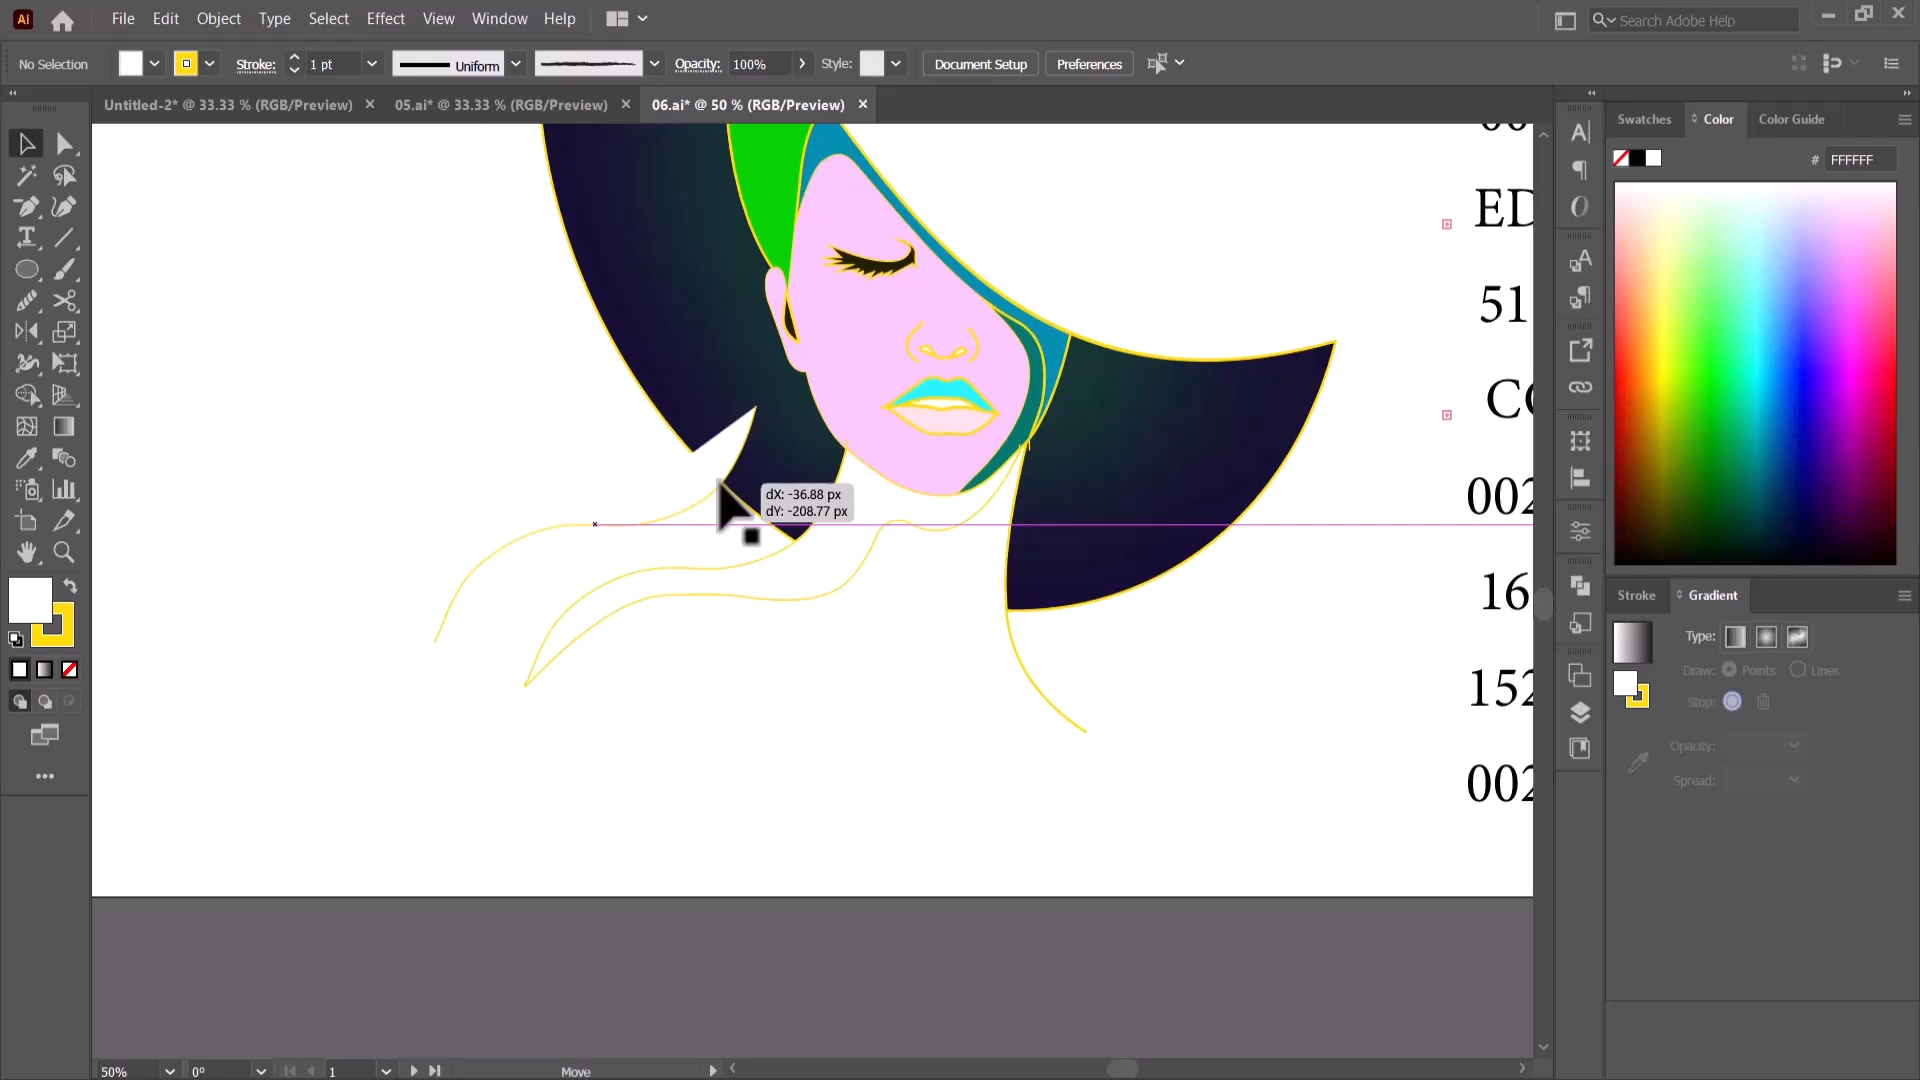 Ai
File Edit Object Type Select Effect View Window Help
Search Adobe Help
No Selection
Stroke: 1 pt
Uniform
Opacity: 100%
Style:
Document Setup
Preferences
Untitled-2* @ 33.33 % (RGB/Preview)
05.ai* @ 33.33 % (RGB/Preview)
06.ai* @ 50 % (RGB/Preview)
Swatches
Color
Color Guide
# FFFFFF
ED
51
CO
002
16
152
002
dX: -36.88 px
dY: -208.77 px
Stroke
Gradient
Type:
Draw: Points Lines
Stop:
Opacity:
Spread:
50%
0°
1
Move